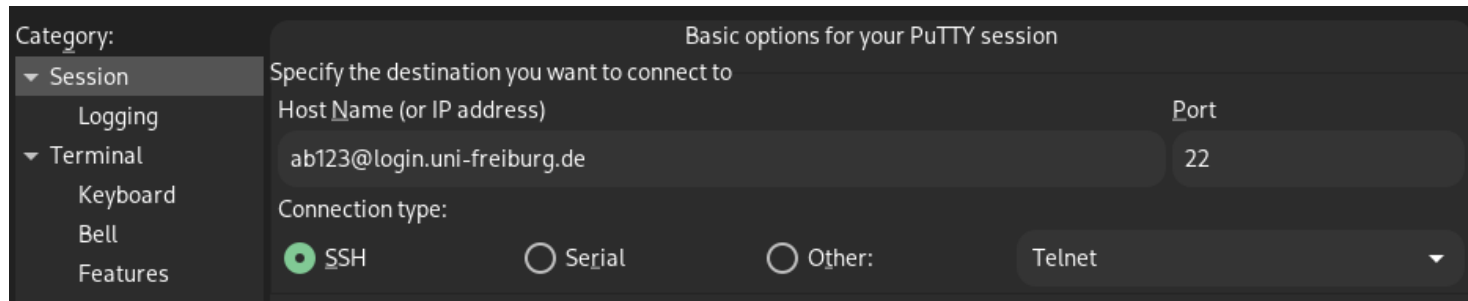 Category:
Session
Logging
Terminal
Keyboard
Bell
Features
Basic options for your PuTTY session
Specify the destination you want to connect to
Host Name (or IP address)
Port
ab123@login.uni-freiburg.de
22
Connection type:
SSH
Serial
Other:
Telnet